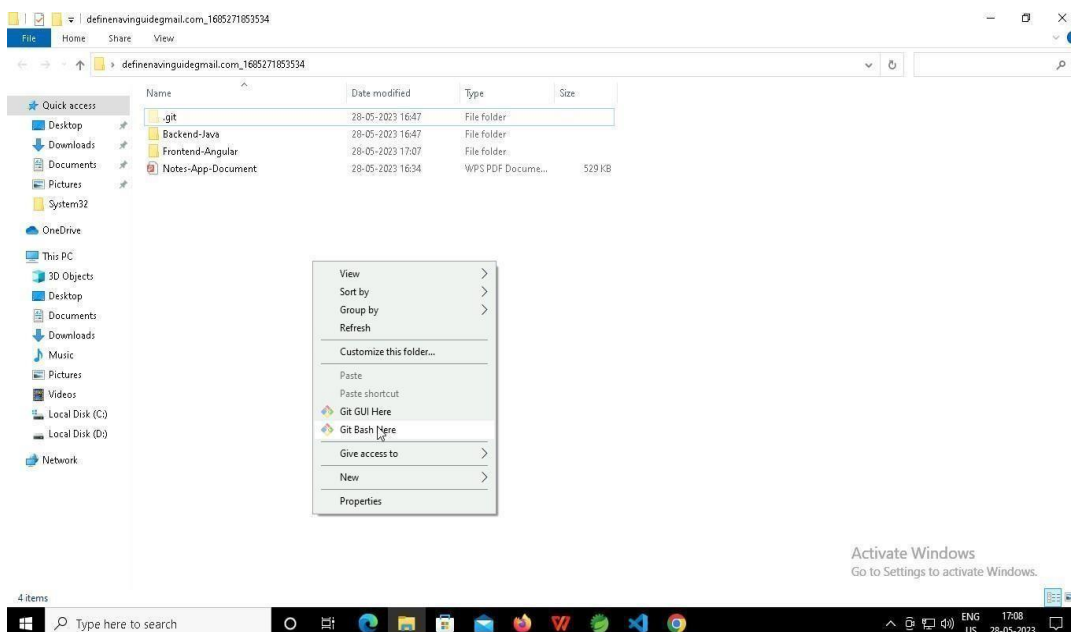 definenavinguidegmail.com_1685271853534
File Home Share View
definenavinguidegmail.com_1685271853534
Name Date modified Type Size
Quick access
Desktop
Downloads
Documents
Pictures
System32
OneDrive
This PC
3D Objects
Desktop
Documents
Downloads
Music
Pictures
Videos
Local Disk (C:)
Local Disk (D:)
Network
.git 28-05-2023 16:47 File folder
Backend-Java 28-05-2023 16:47 File folder
Frontend-Angular 28-05-2023 17:07 File folder
Notes-App-Document 28-05-2023 16:34 WPS PDF Docume... 529 KB
View
Sort by
Group by
Refresh
Customize this folder...
Paste
Paste shortcut
Git GUI Here
Git Bash Here
Give access to
New
Properties
Activate Windows
Go to Settings to activate Windows.
4 items
Type here to search
ENG 17:08
US 28-05-2023